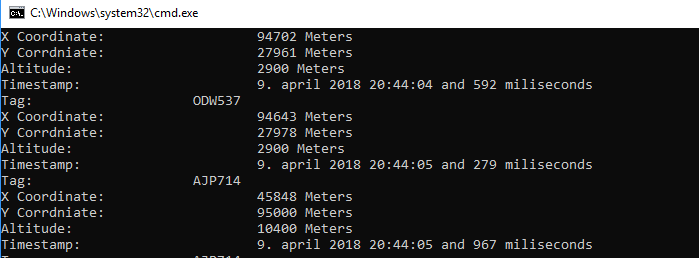 C:\Windows\system32\cmd.exe
X Coordinate: 94702 Meters
Y Corrdniate: 27961 Meters
Altitude: 2900 Meters
Timestamp: 9. april 2018 20:44:04 and 592 miliseconds
Tag: ODW537
X Coordinate: 94643 Meters
Y Corrdniate: 27978 Meters
Altitude: 2900 Meters
Timestamp: 9. april 2018 20:44:05 and 279 miliseconds
Tag: AJP714
X Coordinate: 45848 Meters
Y Corrdniate: 95000 Meters
Altitude: 10400 Meters
Timestamp: 9. april 2018 20:44:05 and 967 miliseconds
Tag: AJP714